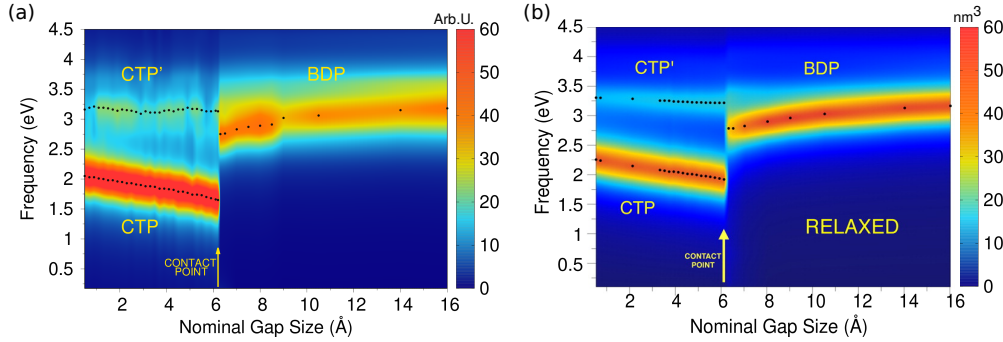 (a)
Arb.U.
4.5
4
3.5
3
2.5
2
1.5
1
0.5
Frequency (eV)
CTP'
BDP
CTP
CONTACT
POINT
2 4 6 8 10 12 14 16
Nominal Gap Size (Å)
60
50
40
30
20
10
0
(b)
nm³
4.5
4
3.5
3
2.5
2
1.5
1
0.5
Frequency (eV)
CTP'
BDP
CTP
RELAXED
CONTACT
POINT
2 4 6 8 10 12 14 16
Nominal Gap Size (Å)
60
50
40
30
20
10
0